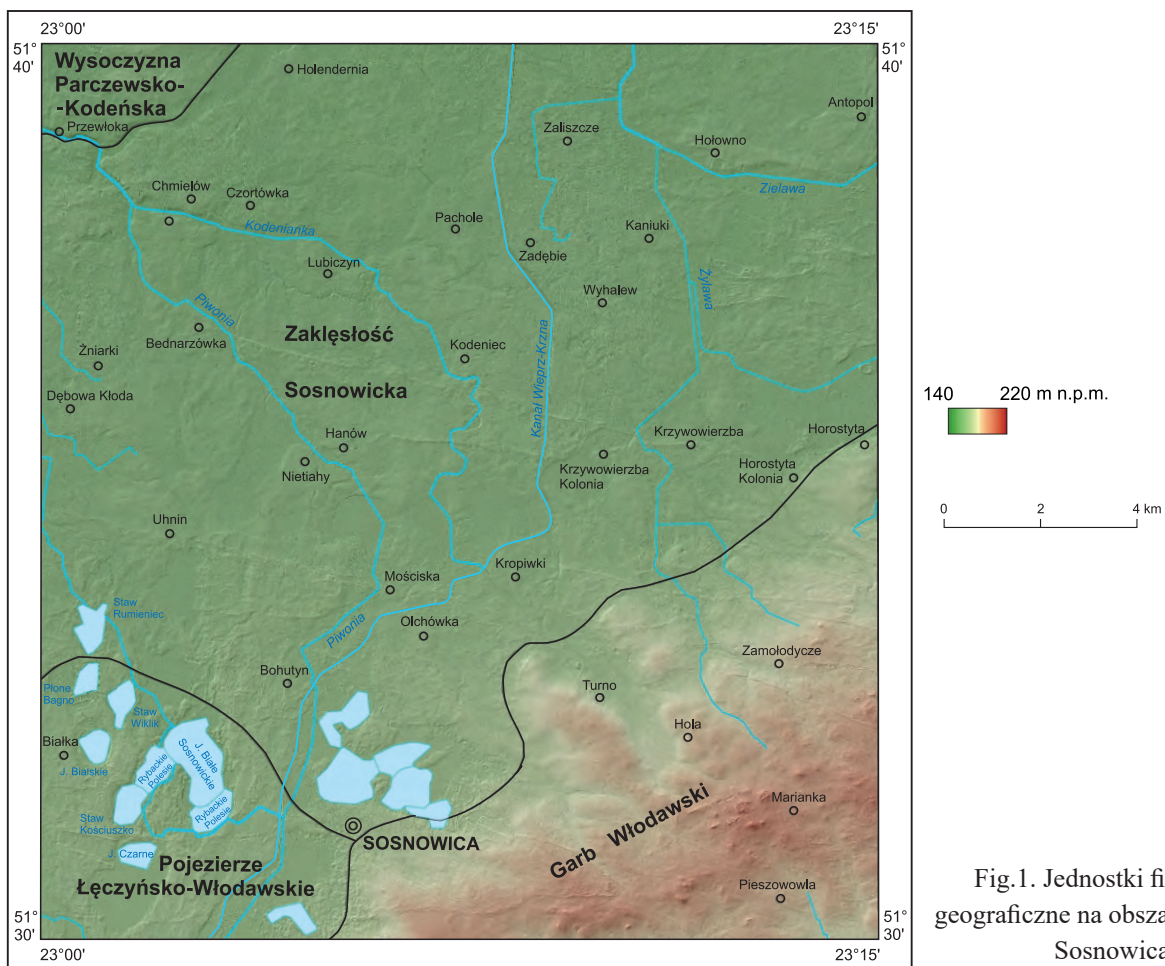 23°00'
23°15'
51°
40'
51°
40'
Wysoczyzna
Parczewsko-
-Kodeńska
Holendernia
Przewłoka
Antopol
Zaliszcze
Hołowno
Zielawa
Chmielów
Czortówka
Kodenianka
Pachole
Kaniuki
Zadębie
Lubiczyn
Żylawa
Wyhalew
Piwonia
Bednarzówka
Zaklęsłość
Sosnowicka
Żniarki
Kodeniec
Kanał Wieprz-Krzna
Dębowa Kłoda
Hanów
Nietiahy
Krzywowierzba
Horostyta
Krzywowierzba
Kolonia
Horostyta
Kolonia
Uhnin
Mościska
Kropiwki
Staw
Rumieniec
Piwonia
Olchówka
Bohutyn
Zamołodycze
Płone
Bagno
Staw
Wiklik
Turno
Hola
Białka
J. Bialskie
Rybackie
Polesie
J. Białe
Sosnowickie
Rybackie
Polesie
Staw
Kościuszko
J. Czarne
SOSNOWICA
Marianka
Garb Włodawski
Pojezierze
Łęczyńsko-Włodawskie
Pieszowowla
51°
30'
51°
30'
23°00'
23°15'
140
220 m n.p.m.
0 2 4 km
Fig.1. Jednostki fi
geograficzne na obsza
Sosnowica